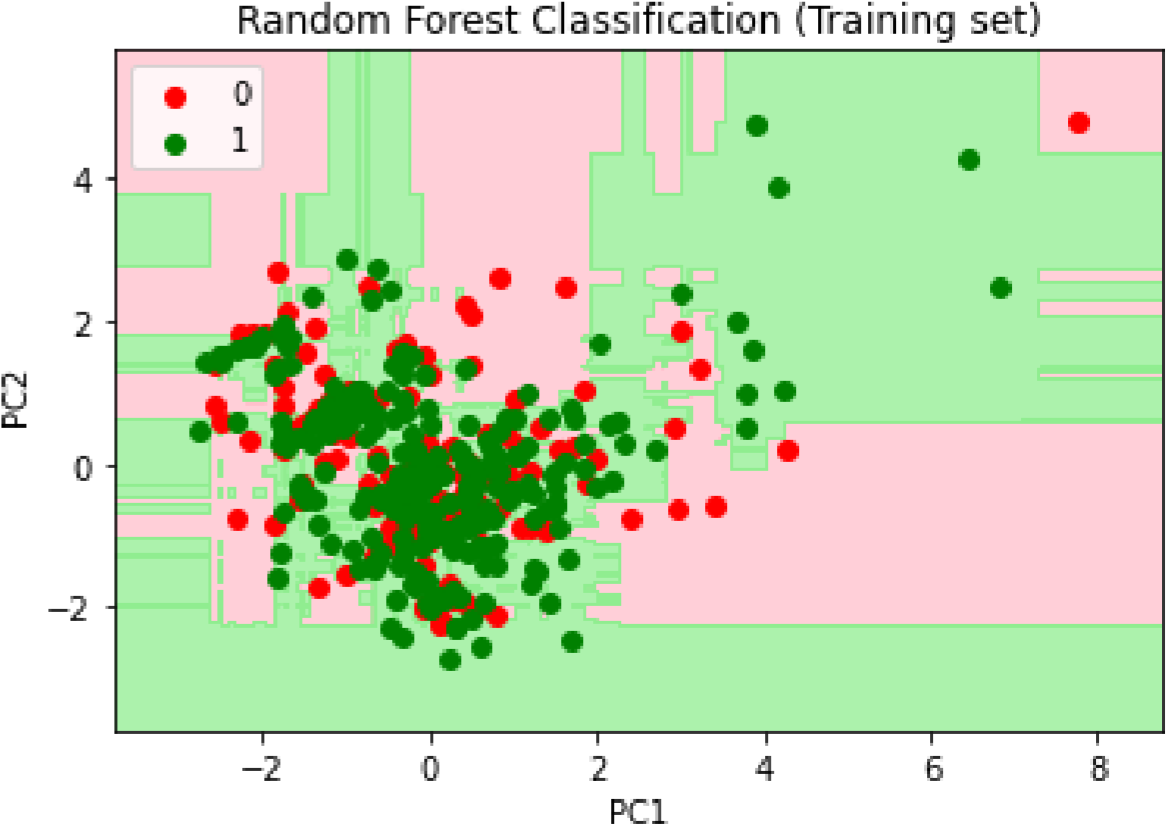 Random Forest Classification (Training set)
0
1
4
2
0
−2
PC2
−2 0 2 4 6 8
PC1